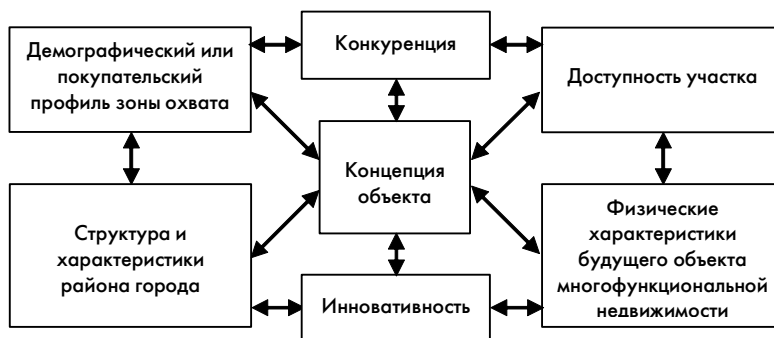 Демографический или
покупательский
профиль зоны охвата
Конкуренция
Доступность участка
Концепция
объекта
Структура и
характеристики
района города
Инновативность
Физические
характеристики
будущего объекта
многофункциональной
недвижимости